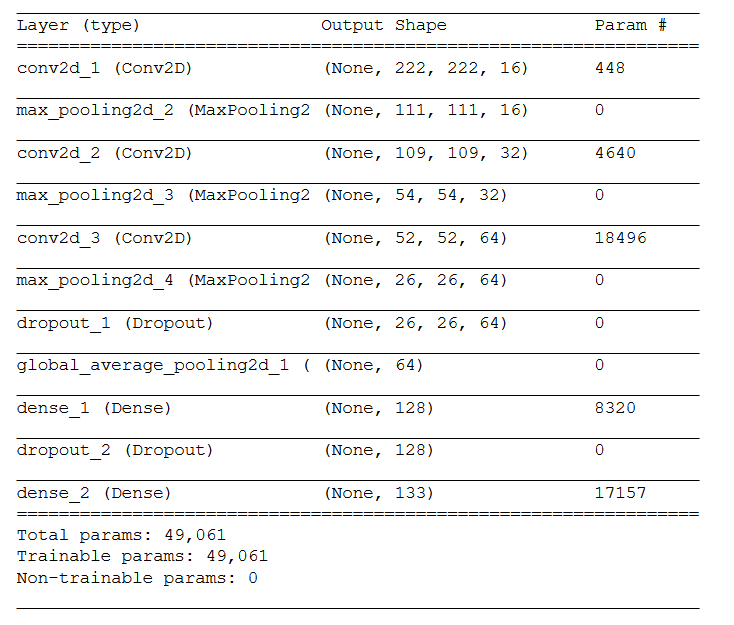 Layer (type) Output Shape Param #
conv2d_1 (Conv2D) (None, 222, 222, 16) 448
max_pooling2d_2 (MaxPooling2 (None, 111, 111, 16) 0
conv2d_2 (Conv2D) (None, 109, 109, 32) 4640
max_pooling2d_3 (MaxPooling2 (None, 54, 54, 32) 0
conv2d_3 (Conv2D) (None, 52, 52, 64) 18496
max_pooling2d_4 (MaxPooling2 (None, 26, 26, 64) 0
dropout_1 (Dropout) (None, 26, 26, 64) 0
global_average_pooling2d_1 ( (None, 64) 0
dense_1 (Dense) (None, 128) 8320
dropout_2 (Dropout) (None, 128) 0
dense_2 (Dense) (None, 133) 17157
Total params: 49,061
Trainable params: 49,061
Non-trainable params: 0